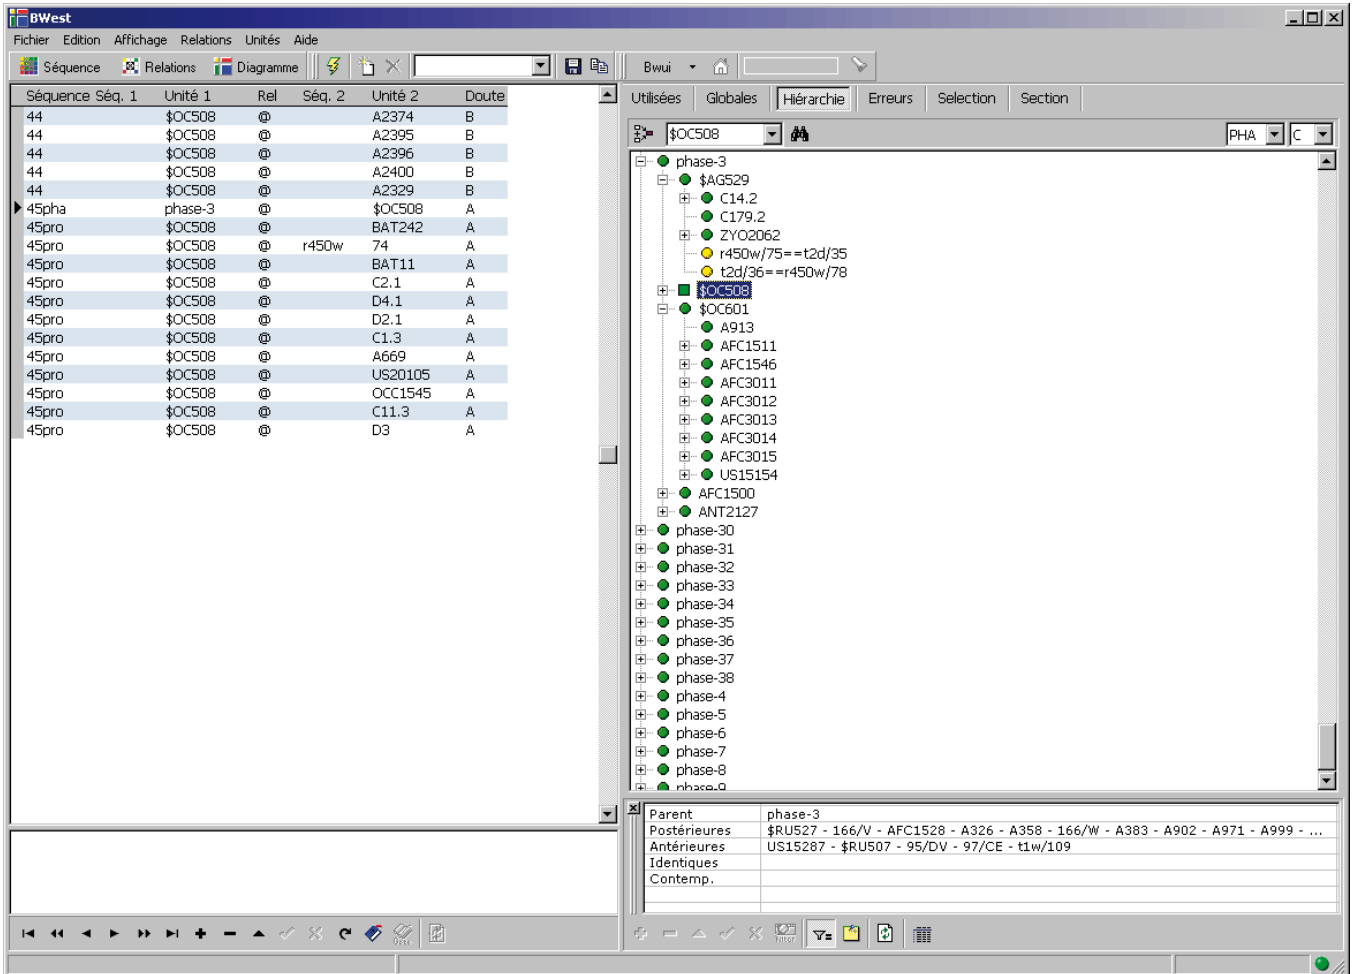 BWest
Fichier Edition Affichage Relations Unités Aide
Séquence Relations Diagramme Bwui
Séquence Séq. 1 Unité 1 Rel Séq. 2 Unité 2 Doute
44 $OC508 @ A2374 B
44 $OC508 @ A2395 B
44 $OC508 @ A2396 B
44 $OC508 @ A2400 B
44 $OC508 @ A2329 B
45pha phase-3 @ $OC508 A
45pro $OC508 @ BAT242 A
45pro $OC508 @ r450w 74 A
45pro $OC508 @ BAT11 A
45pro $OC508 @ C2.1 A
45pro $OC508 @ D4.1 A
45pro $OC508 @ D2.1 A
45pro $OC508 @ C1.3 A
45pro $OC508 @ A669 A
45pro $OC508 @ US20105 A
45pro $OC508 @ OCC1545 A
45pro $OC508 @ C11.3 A
45pro $OC508 @ D3 A
Utilisées Globales Hiérarchie Erreurs Selection Section
$OC508 PHA C
phase-3
$AG529
C14.2
C179.2
ZYO2062
r450w/75==t2d/35
t2d/36==r450w/78
$OC508
$OC601
A913
AFC1511
AFC1546
AFC3011
AFC3012
AFC3013
AFC3014
AFC3015
US15154
AFC1500
ANT2127
phase-30
phase-31
phase-32
phase-33
phase-34
phase-35
phase-36
phase-37
phase-38
phase-4
phase-5
phase-6
phase-7
phase-8
phase-9
Parent phase-3
Postérieures $RU527 - 166/V - AFC1528 - A326 - A358 - 166/W - A383 - A902 - A971 - A999 - ...
Antérieures US15287 - $RU507 - 95/DV - 97/CE - t1w/109
Identiques
Contemp.